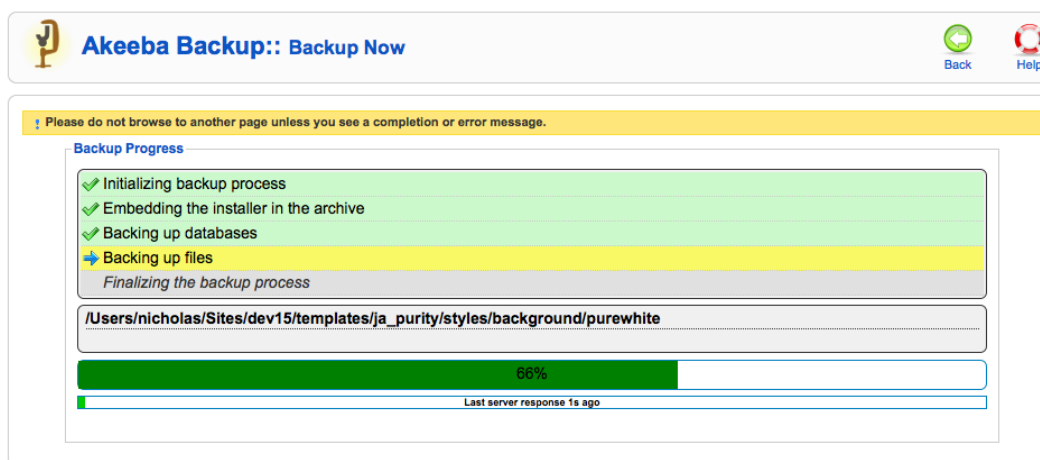 Akeeba Backup:: Backup Now
Back
Help
Please do not browse to another page unless you see a completion or error message.
Backup Progress
Initializing backup process
Embedding the installer in the archive
Backing up databases
Backing up files
Finalizing the backup process
/Users/nicholas/Sites/dev15/templates/ja_purity/styles/background/purewhite
66%
Last server response 1s ago